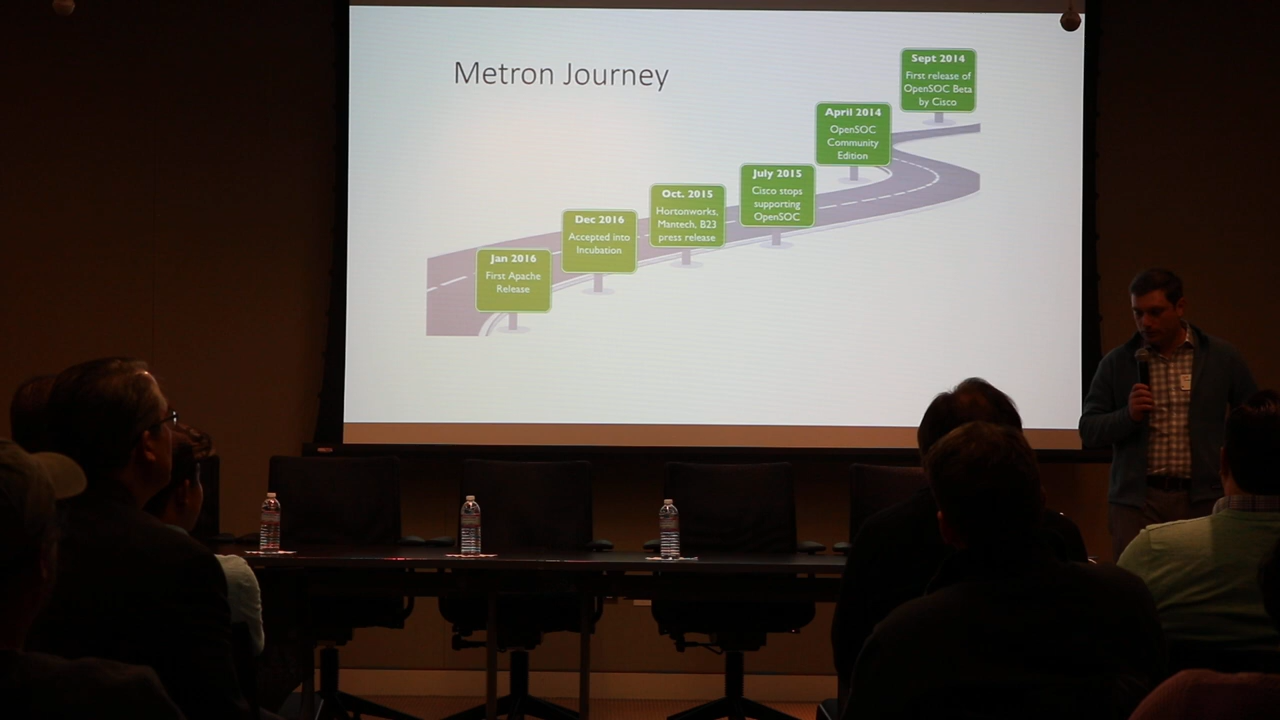 Metron Journey
Sept 2014
First release of
OpenSOC Beta
by Cisco
April 2014
OpenSOC
Community
Edition
July 2015
Cisco stops
supporting
OpenSOC
Oct. 2015
Hortonworks,
Mantech, B23
press release
Dec 2016
Accepted into
Incubation
Jan 2016
First Apache
Release